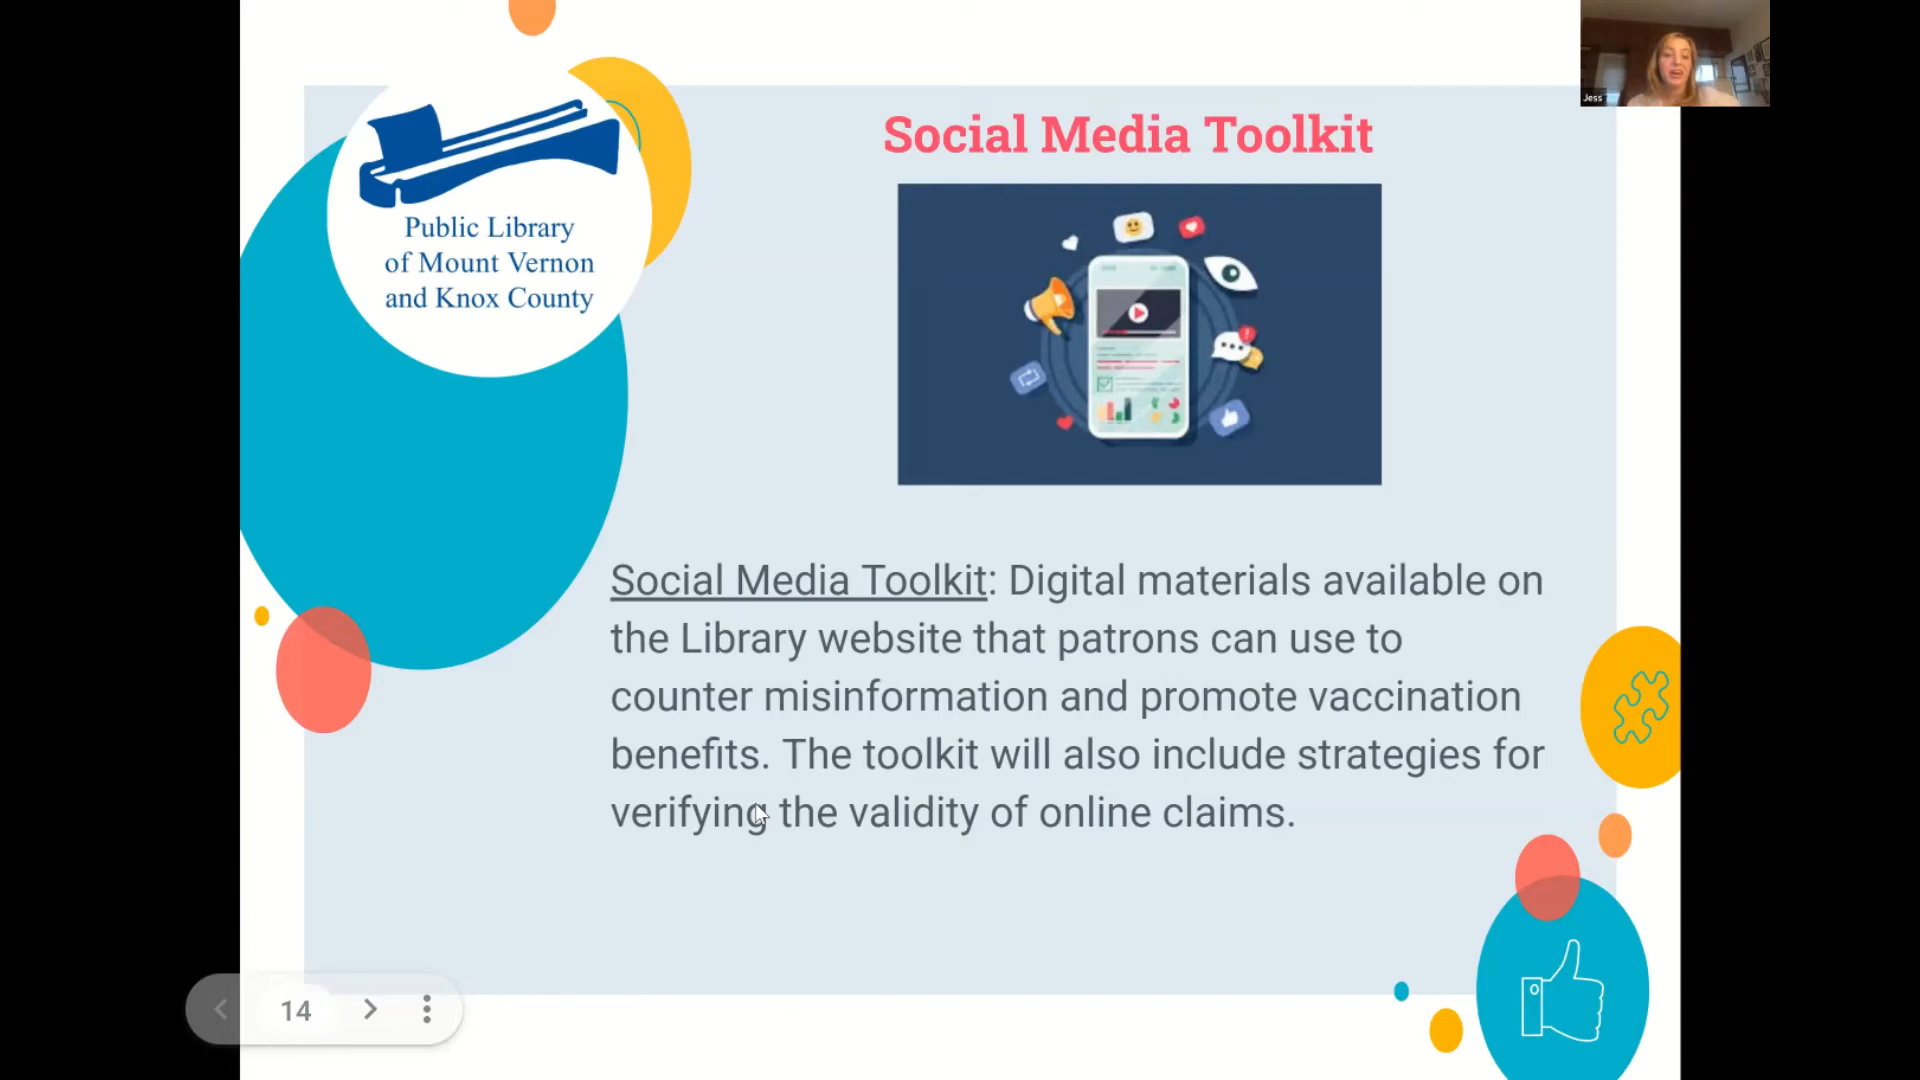 Public Library
of Mount Vernon
and Knox County
Social Media Toolkit
Jess
Social Media Toolkit: Digital materials available on
the Library website that patrons can use to
counter misinformation and promote vaccination
benefits. The toolkit will also include strategies for
verifying the validity of online claims.
14